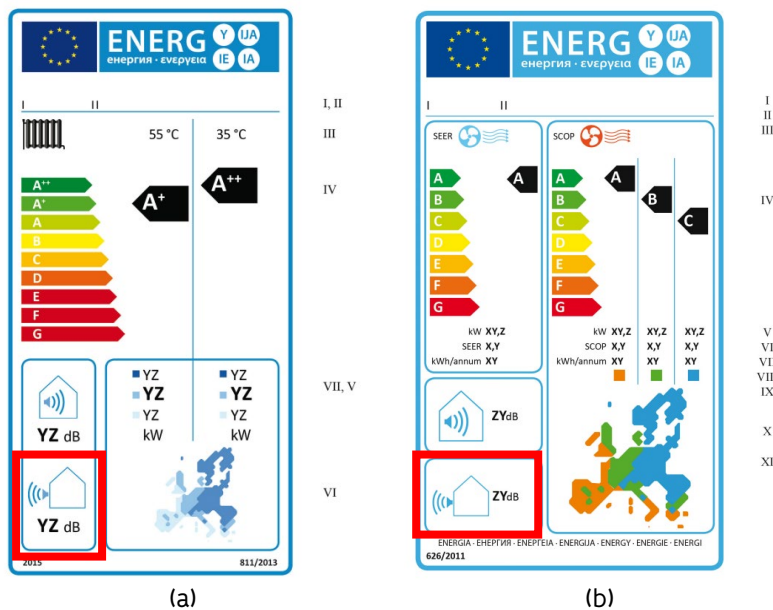 ENERG Y IJA
енергия · ενεργεια IE IA
I II
I, II
55 °C 35 °C
III
A++
A+
A
B
C
D
E
F
G
A+
A++
IV
YZ dB
YZ
YZ
YZ
kW
YZ
YZ
YZ
kW
VII, V
YZ dB
VI
2015 811/2013
(a)
ENERG Y IJA
енергия · ενεργεια IE IA
I II
I
II
III
SEER
SCOP
A
B
C
D
E
F
G
A
A
B
C
D
E
F
G
A
B
C
IV
kW XY,Z
SEER X,Y
kWh/annum XY
kW XY,Z XY,Z XY,Z
SCOP X,Y X,Y X,Y
kWh/annum XY XY XY
V
VI
VII
VIII
IX
ZYdB
X
ZYdB
XI
ENERGIA · ЕНЕРГИЯ · ΕΝΕΡΓΕΙΑ · ENERGIJA · ENERGY · ENERGIE · ENERGI
626/2011
(b)